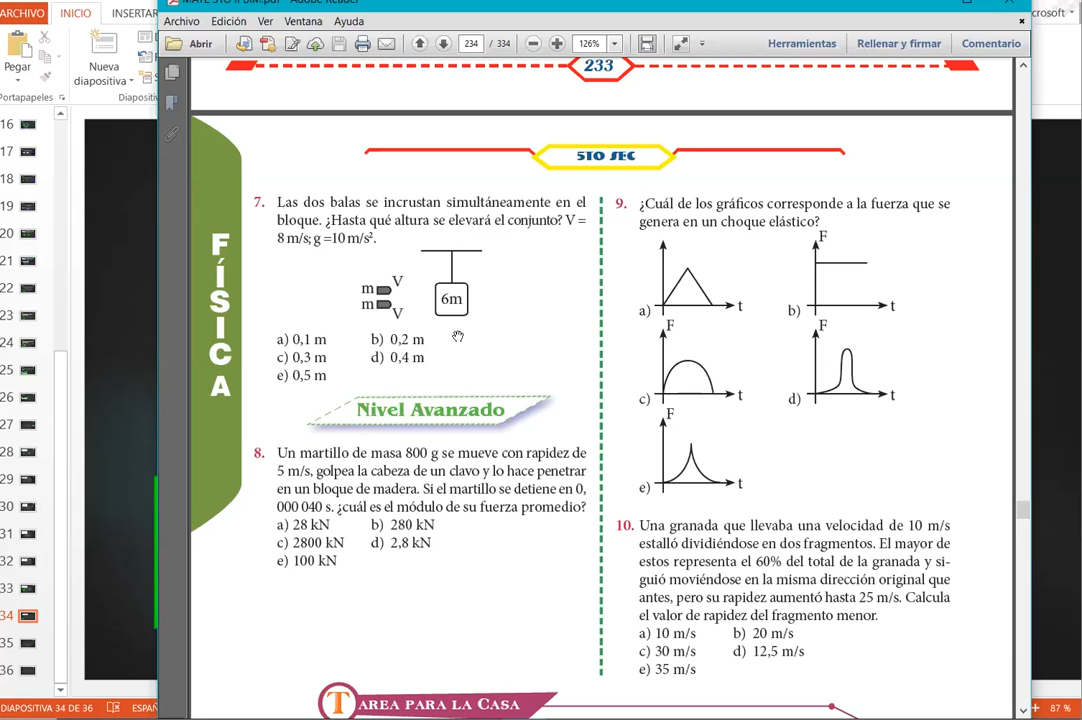 ARCHIVO
INICIO
INSERTAR
Pegar
Nueva
diapositiva
Portapapeles
16
17
18
19
20
21
22
23
24
25
26
27
28
29
30
31
32
33
34
35
36
DIAPOSITIVA 34 DE 36
87 %
Archivo Edición Ver Ventana Ayuda
Abrir
234 / 334
126%
Herramientas
Rellenar y firmar
Comentario
233
5TO SEC
FÍSICA
7. Las dos balas se incrustan simultáneamente en el
bloque. ¿Hasta qué altura se elevará el conjunto? V =
8 m/s; g =10 m/s².
m V
m V
6m
a) 0,1 m b) 0,2 m
c) 0,3 m d) 0,4 m
e) 0,5 m
Nivel Avanzado
8. Un martillo de masa 800 g se mueve con rapidez de
5 m/s, golpea la cabeza de un clavo y lo hace penetrar
en un bloque de madera. Si el martillo se detiene en 0,
000 040 s. ¿cuál es el módulo de su fuerza promedio?
a) 28 kN b) 280 kN
c) 2800 kN d) 2,8 kN
e) 100 kN
9. ¿Cuál de los gráficos corresponde a la fuerza que se
genera en un choque elástico?
F
a) t b) t
F F
c) t d) t
F
e) t
10. Una granada que llevaba una velocidad de 10 m/s
estalló dividiéndose en dos fragmentos. El mayor de
estos representa el 60% del total de la granada y si-
guió moviéndose en la misma dirección original que
antes, pero su rapidez aumentó hasta 25 m/s. Calcula
el valor de rapidez del fragmento menor.
a) 10 m/s b) 20 m/s
c) 30 m/s d) 12,5 m/s
e) 35 m/s
TAREA PARA LA CASA